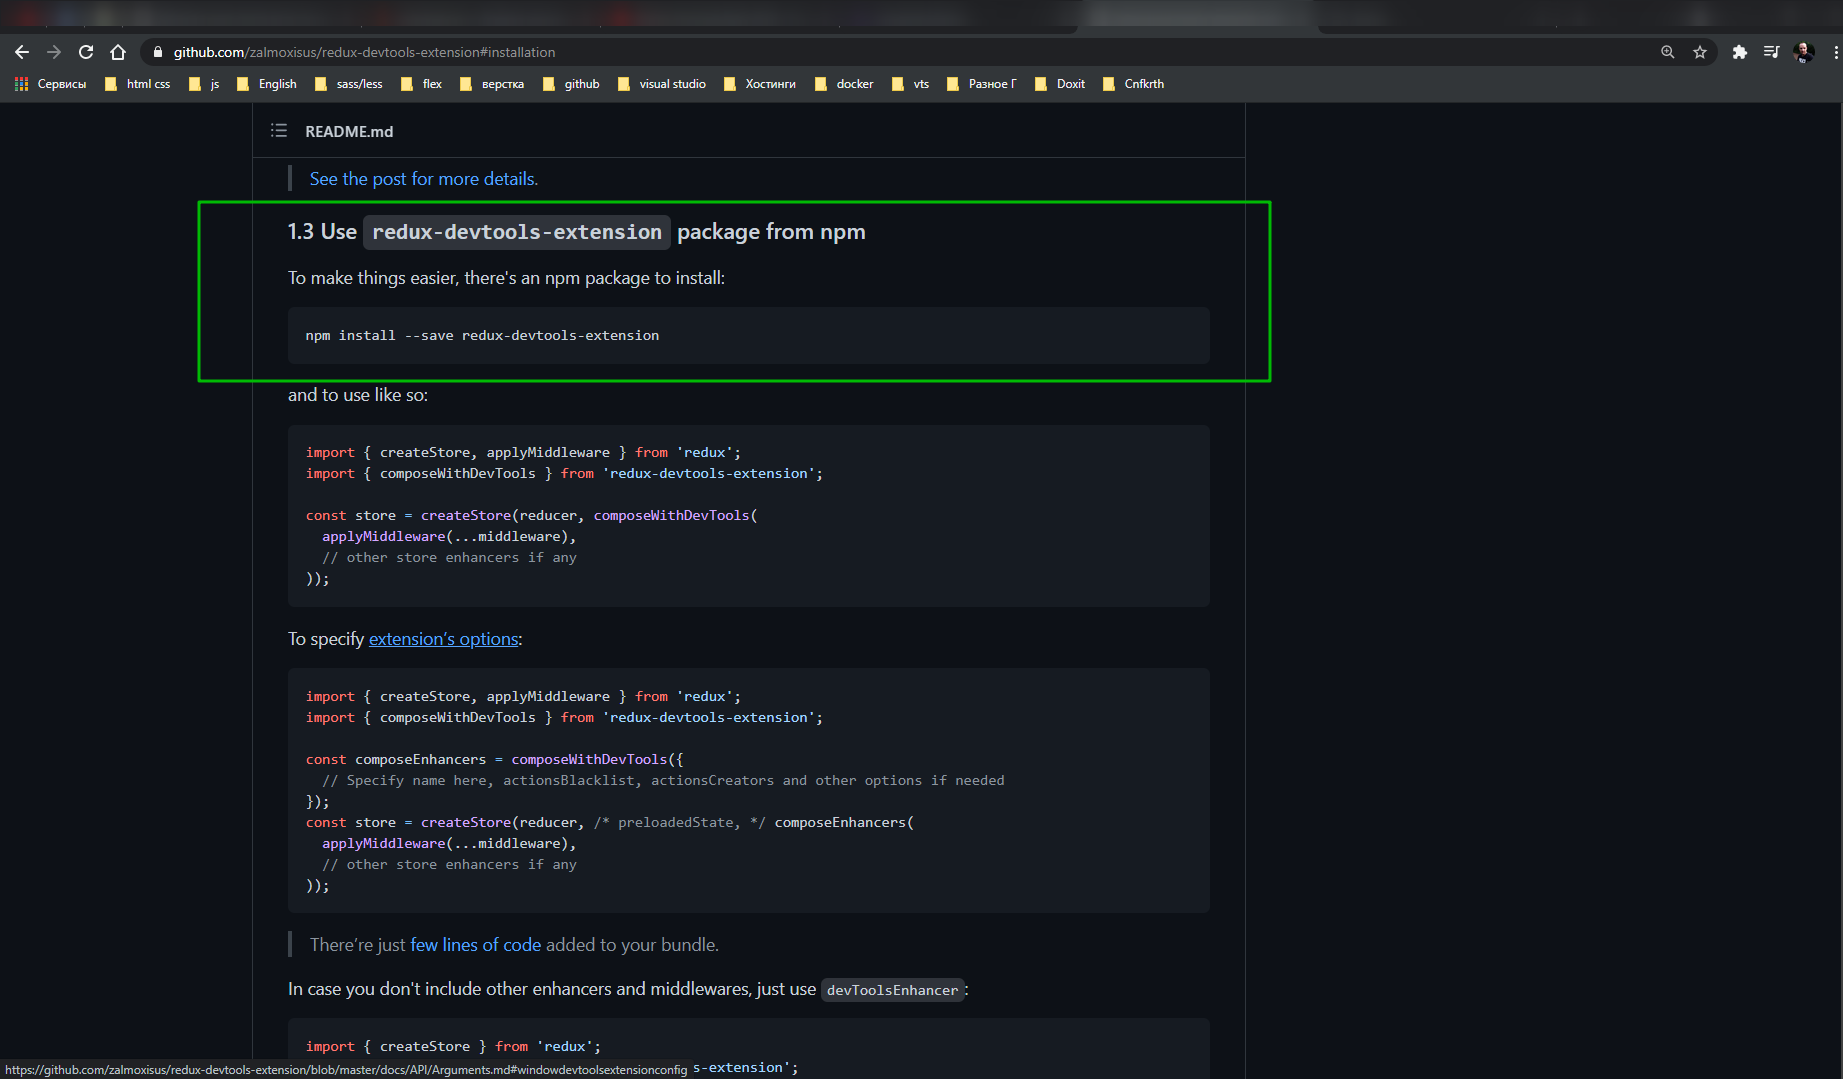 github.com/zalmoxisus/redux-devtools-extension#installation
Сервисы html css js English sass/less flex верстка github visual studio Хостинги docker vts Разное Г Doxit Cnfkrth
README.md
See the post for more details.
1.3 Use redux-devtools-extension package from npm
To make things easier, there's an npm package to install:
npm install --save redux-devtools-extension
and to use like so:
import { createStore, applyMiddleware } from 'redux';
import { composeWithDevTools } from 'redux-devtools-extension';
const store = createStore(reducer, composeWithDevTools(
applyMiddleware(...middleware),
// other store enhancers if any
));
To specify extension’s options:
import { createStore, applyMiddleware } from 'redux';
import { composeWithDevTools } from 'redux-devtools-extension';
const composeEnhancers = composeWithDevTools({
// Specify name here, actionsBlacklist, actionsCreators and other options if needed
});
const store = createStore(reducer, /* preloadedState, */ composeEnhancers(
applyMiddleware(...middleware),
// other store enhancers if any
));
There’re just few lines of code added to your bundle.
In case you don't include other enhancers and middlewares, just use devToolsEnhancer:
import { createStore } from 'redux';
s-extension';
https://github.com/zalmoxisus/redux-devtools-extension/blob/master/docs/API/Arguments.md#windowdevtoolsextensionconfig